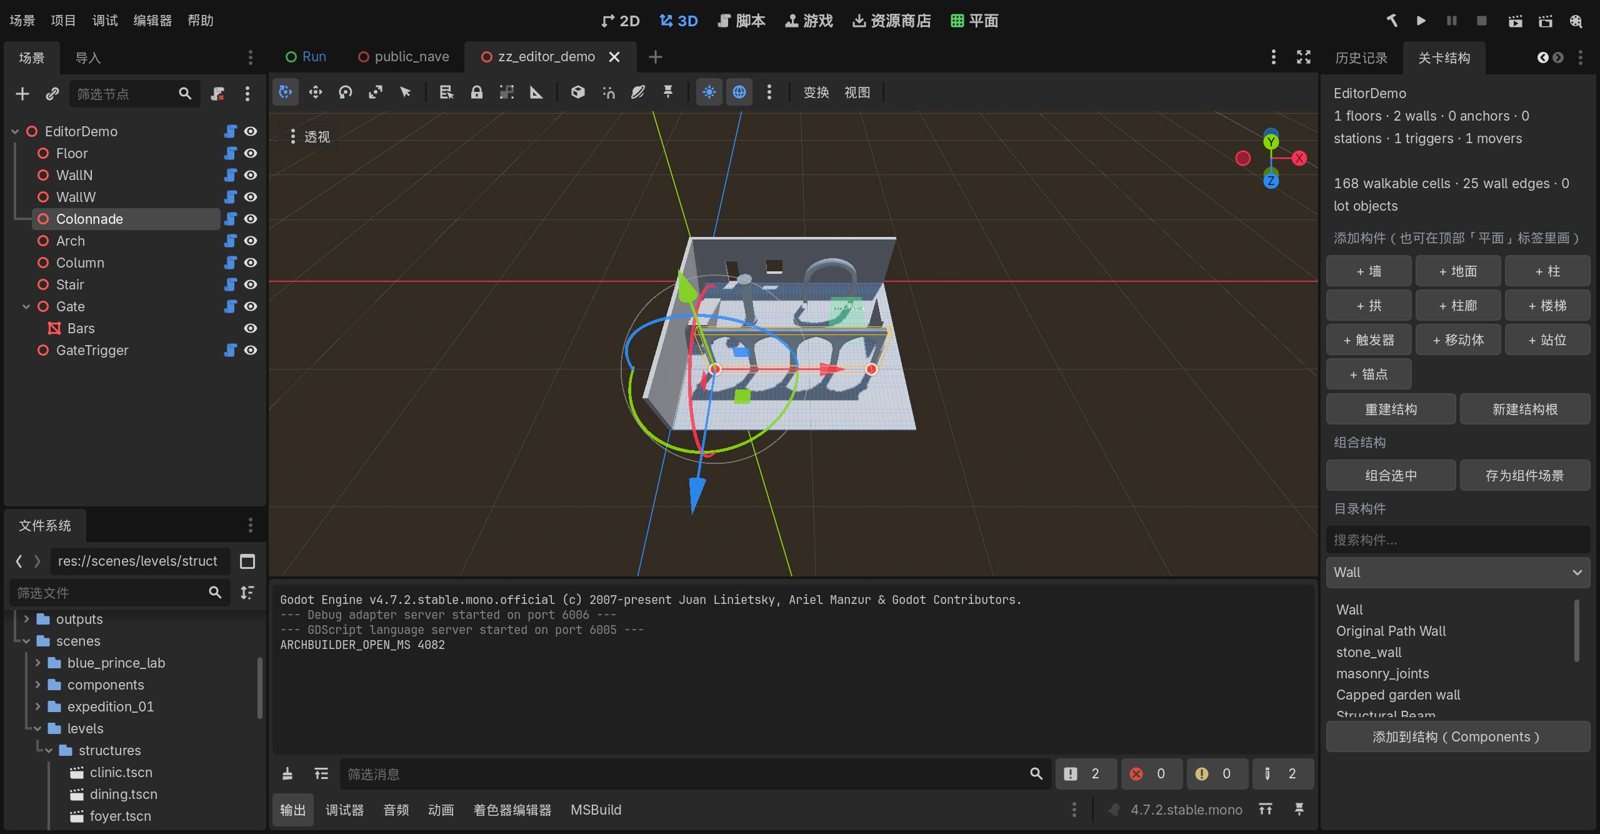 场景 项目 调试 编辑器 帮助
2D 3D 脚本 游戏 资源商店 平面
场景 导入
筛选节点
EditorDemo
Floor
WallN
WallW
Colonnade
Arch
Column
Stair
Gate
Bars
GateTrigger
文件系统
res://scenes/levels/struct
筛选文件
outputs
scenes
blue_prince_lab
components
expedition_01
levels
structures
clinic.tscn
dining.tscn
foyer.tscn
Run public_nave zz_editor_demo
变换 视图
透视
Y
X
Z
Godot Engine v4.7.2.stable.mono.official (c) 2007-present Juan Linietsky, Ariel Manzur & Godot Contributors.
--- Debug adapter server started on port 6006 ---
--- GDScript language server started on port 6005 ---
ARCHBUILDER_OPEN_MS 4082
筛选消息 2 0 0 2
输出 调试器 音频 动画 着色器编辑器 MSBuild 4.7.2.stable.mono
历史记录 关卡结构
EditorDemo
1 floors · 2 walls · 0 anchors · 0
stations · 1 triggers · 1 movers
168 walkable cells · 25 wall edges · 0
lot objects
添加构件（也可在顶部「平面」标签里画）
+ 墙 + 地面 + 柱
+ 拱 + 柱廊 + 楼梯
+ 触发器 + 移动体 + 站位
+ 锚点
重建结构 新建结构根
组合结构
组合选中 存为组件场景
目录构件
搜索构件...
Wall
Wall
Original Path Wall
stone_wall
masonry_joints
Capped garden wall
Structural Beam
添加到结构（Components）